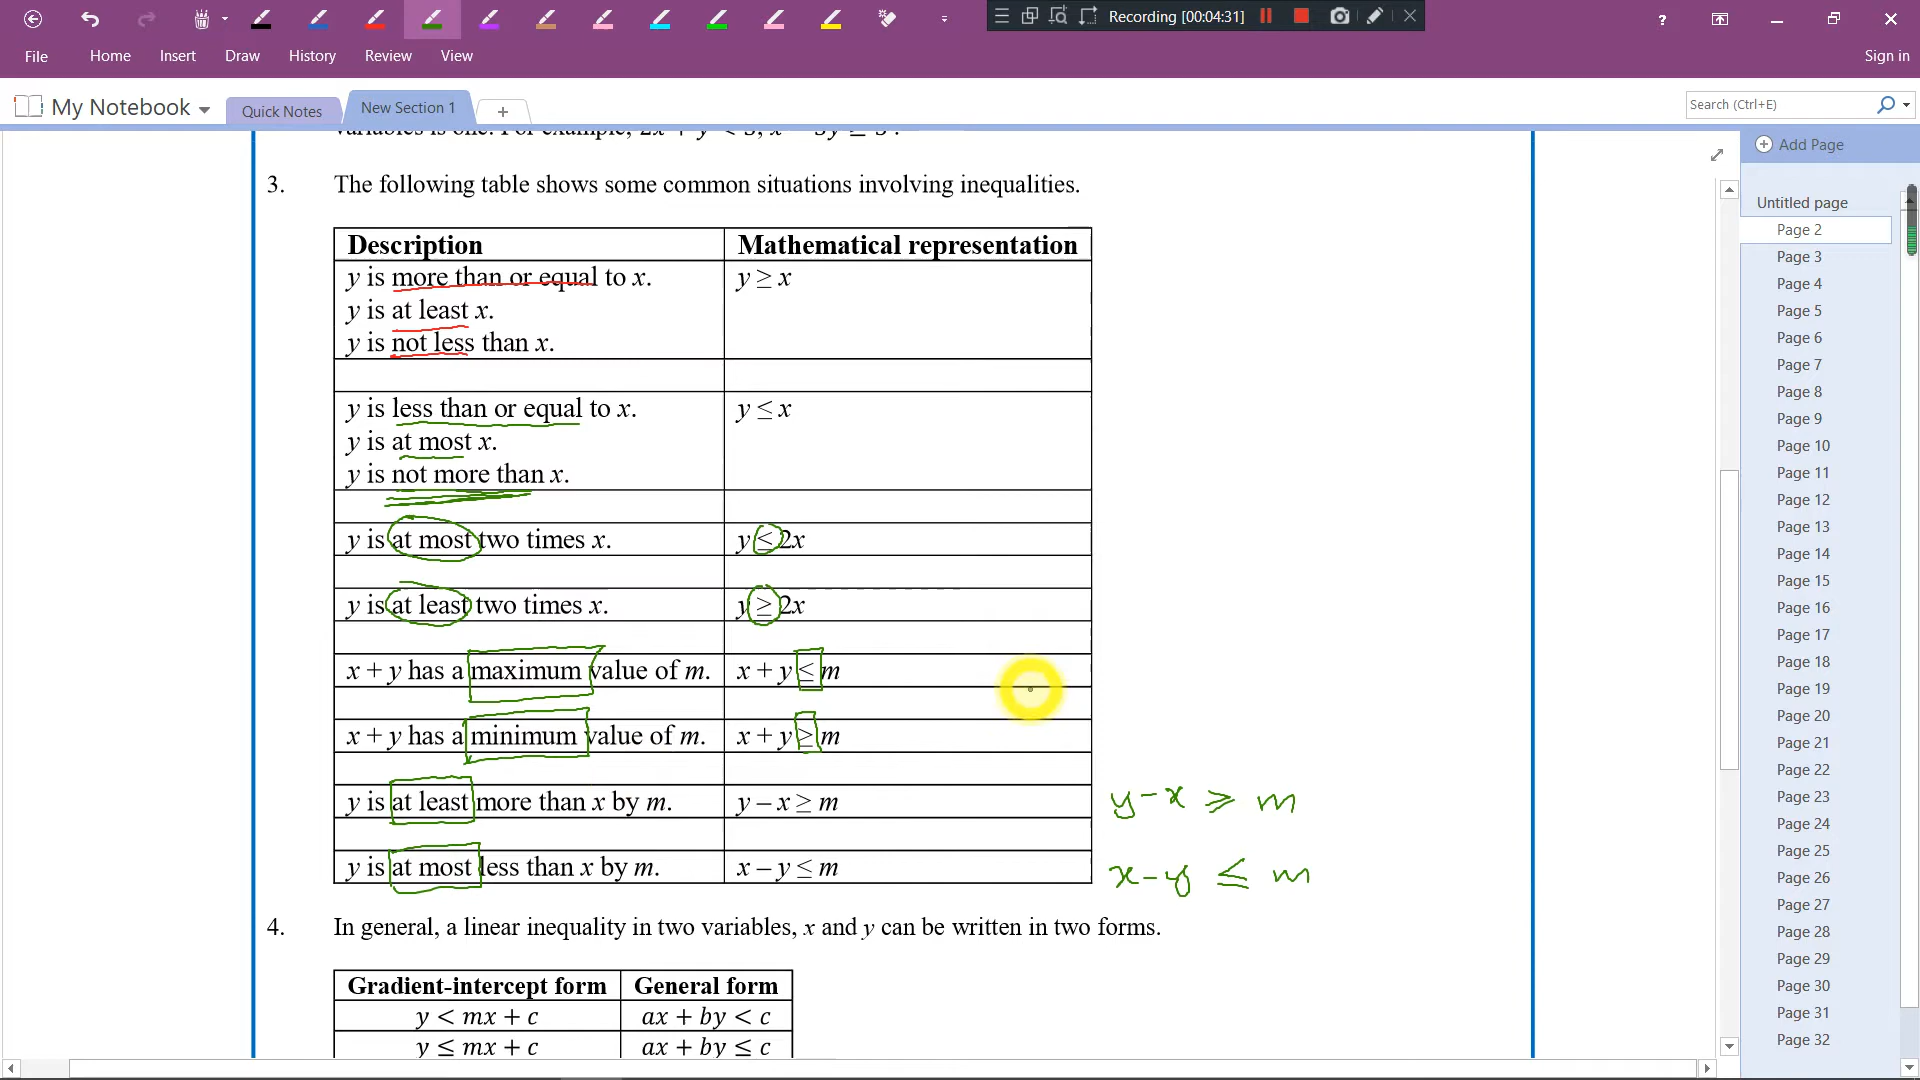 Recording [00:04:31]
?
File Home Insert Draw History Review View
Sign in
My Notebook
Quick Notes
New Section 1
+
Search (Ctrl+E)
Add Page
variables is one. For example, 2x + y < 3, x − 3y ≥ 3 .
3. The following table shows some common situations involving inequalities.
Description Mathematical representation
y is more than or equal to x. y ≥ x
y is at least x.
y is not less than x.
y is less than or equal to x. y ≤ x
y is at most x.
y is not more than x.
y is at most two times x. y ≤ 2x
y is at least two times x. y ≥ 2x
x + y has a maximum value of m. x + y ≤ m
x + y has a minimum value of m. x + y ≥ m
y is at least more than x by m. y – x ≥ m
y-x ⩾ m
y is at most less than x by m. x – y ≤ m
x-y ≤ m
4. In general, a linear inequality in two variables, x and y can be written in two forms.
Gradient-intercept form General form
y < mx + c ax + by < c
y ≤ mx + c ax + by ≤ c
Untitled page
Page 2
Page 3
Page 4
Page 5
Page 6
Page 7
Page 8
Page 9
Page 10
Page 11
Page 12
Page 13
Page 14
Page 15
Page 16
Page 17
Page 18
Page 19
Page 20
Page 21
Page 22
Page 23
Page 24
Page 25
Page 26
Page 27
Page 28
Page 29
Page 30
Page 31
Page 32